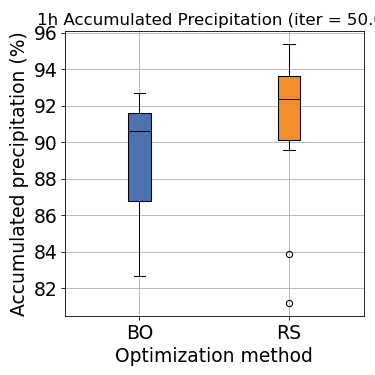 1h Accumulated Precipitation (iter = 50.
Accumulated precipitation (%)
96
94
92
90
88
86
84
82
BO RS
Optimization method